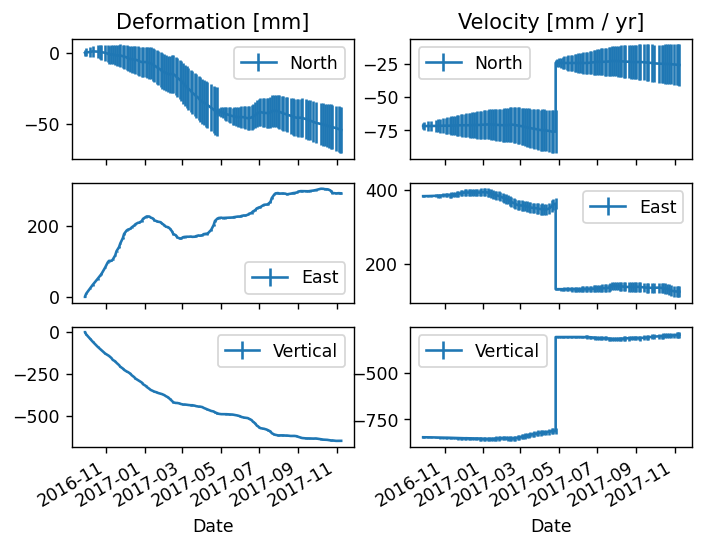 Deformation [mm]
Velocity [mm / yr]
0
−50
North
−25
−50
−75
North
200
0
East
400
200
East
0
−250
−500
Vertical
−500
−750
Vertical
2016-11
2017-01
2017-03
2017-05
2017-07
2017-09
2017-11
Date
2016-11
2017-01
2017-03
2017-05
2017-07
2017-09
2017-11
Date